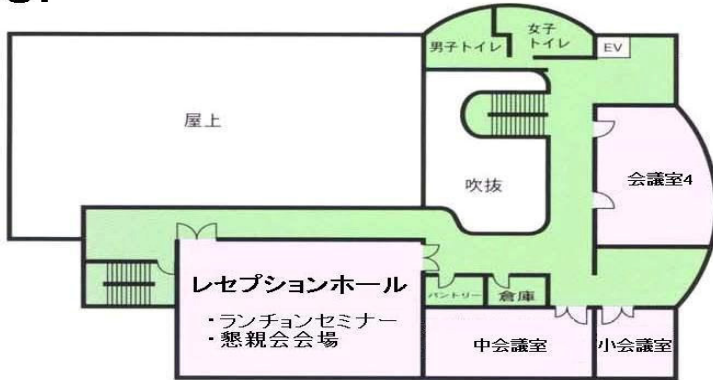 男子トイレ
女子
トイレ
EV
屋上
吹抜
会議室4
レセプションホール
・ランチョンセミナー
・懇親会会場
パントリー
倉庫
中会議室
小会議室